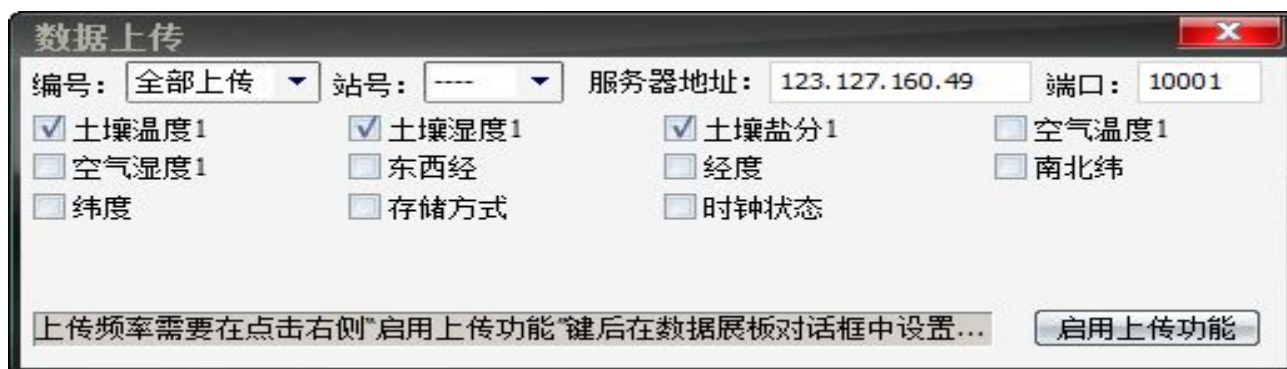 数据上传
编号： 全部上传 站号： ---- 服务器地址： 123.127.160.49 端口： 10001
土壤温度1 土壤湿度1 土壤盐分1 空气温度1
空气湿度1 东西经 经度 南北纬
纬度 存储方式 时钟状态
上传频率需要在点击右侧"启用上传功能"键后在数据展板对话框中设置... 启用上传功能